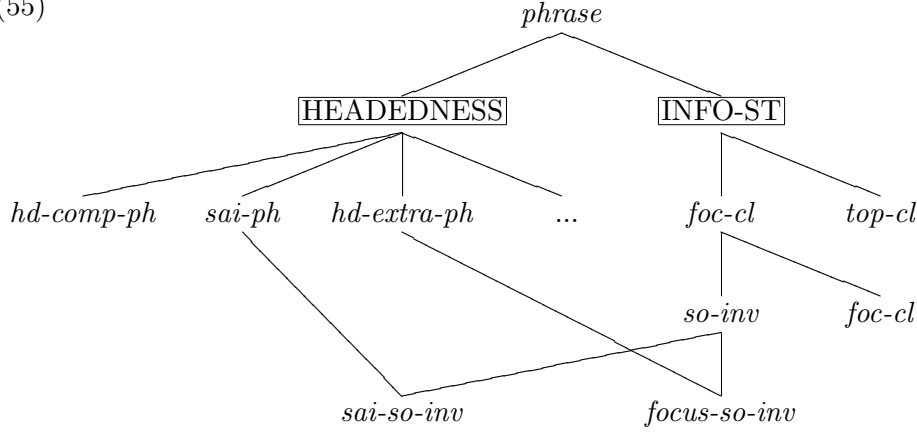 (55)
phrase
HEADEDNESS INFO-ST
hd-comp-ph sai-ph hd-extra-ph ... foc-cl top-cl
so-inv foc-cl
sai-so-inv focus-so-inv